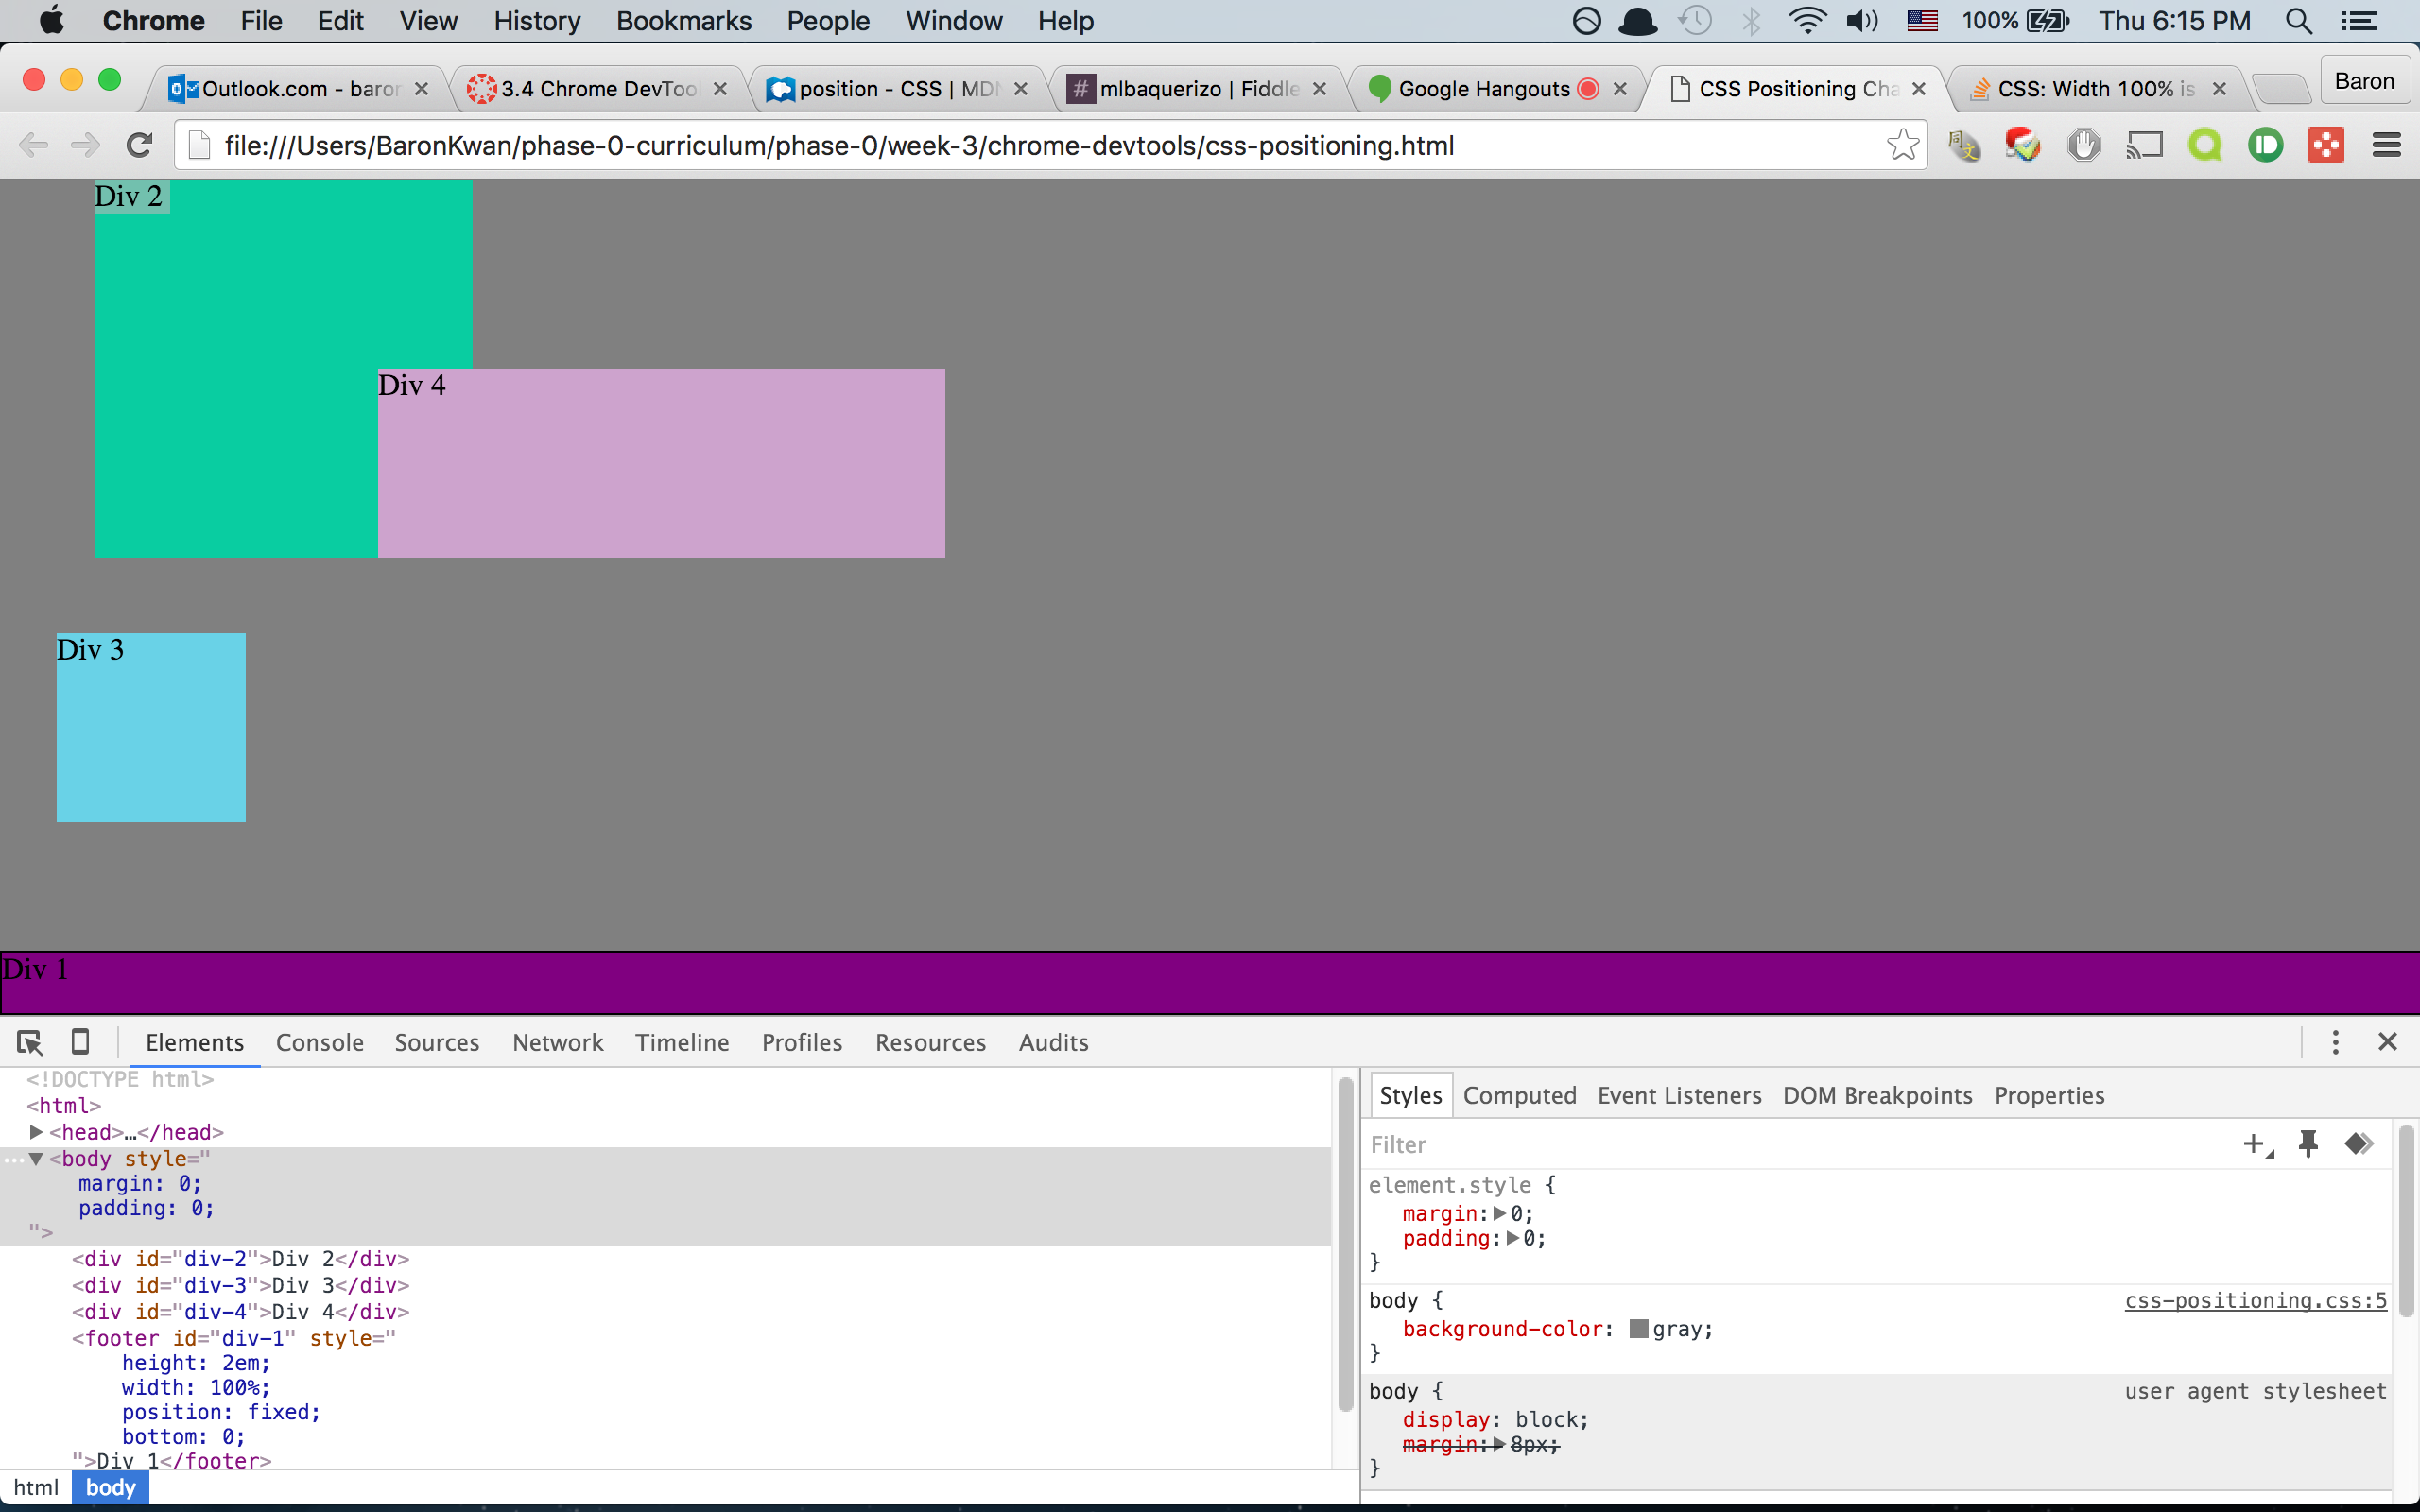 Chrome File Edit View History Bookmarks People Window Help 100% Thu 6:15 PM
Outlook.com - baror 3.4 Chrome DevTool position - CSS | MDN # mlbaquerizo | Fiddle Google Hangouts CSS Positioning Cha CSS: Width 100% is Baron
file:///Users/BaronKwan/phase-0-curriculum/phase-0/week-3/chrome-devtools/css-positioning.html
Div 2
Div 4
Div 3
Div 1
Elements Console Sources Network Timeline Profiles Resources Audits
<!DOCTYPE html>
<html>
<head>…</head>
<body style="
margin: 0;
padding: 0;
">
<div id="div-2">Div 2</div>
<div id="div-3">Div 3</div>
<div id="div-4">Div 4</div>
<footer id="div-1" style="
height: 2em;
width: 100%;
position: fixed;
bottom: 0;
">Div 1</footer>
html body
Styles Computed Event Listeners DOM Breakpoints Properties
Filter
element.style {
margin: 0;
padding: 0;
}
body { css-positioning.css:5
background-color: gray;
}
body { user agent stylesheet
display: block;
margin: 8px;
}